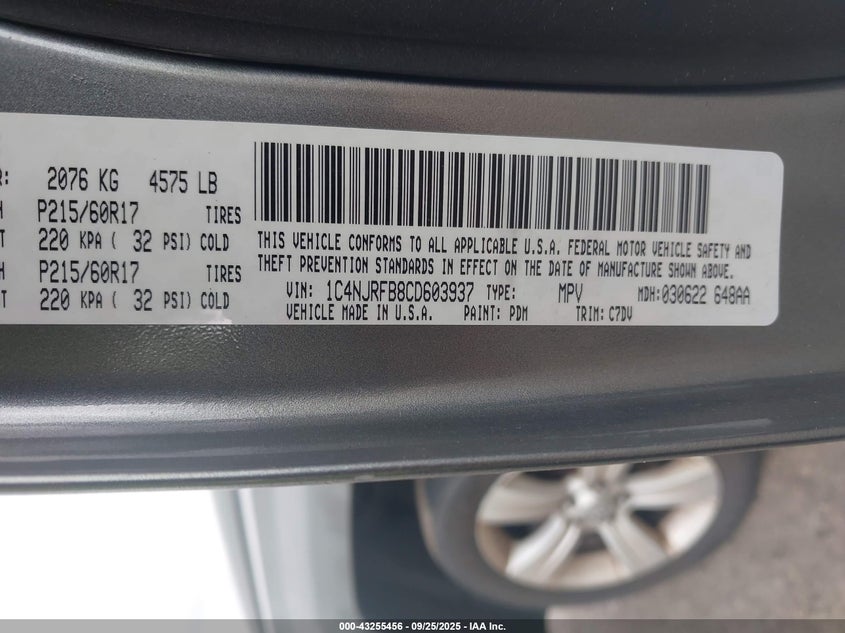 R: 2076 KG 4575 LB
H P215/60R17 TIRES
T 220 KPA ( 32 PSI) COLD
H P215/60R17 TIRES
T 220 KPA ( 32 PSI) COLD
THIS VEHICLE CONFORMS TO ALL APPLICABLE U.S.A. FEDERAL MOTOR VEHICLE SAFETY AND
THEFT PREVENTION STANDARDS IN EFFECT ON THE DATE OF MANUFACTURE SHOWN ABOVE.
VIN: 1C4NJRFB8CD603937 TYPE: MPV MDH:030622 648AA
VEHICLE MADE IN U.S.A. PAINT: PDM TRIM: C7DV
000-43255456 - 09/25/2025 - IAA Inc.